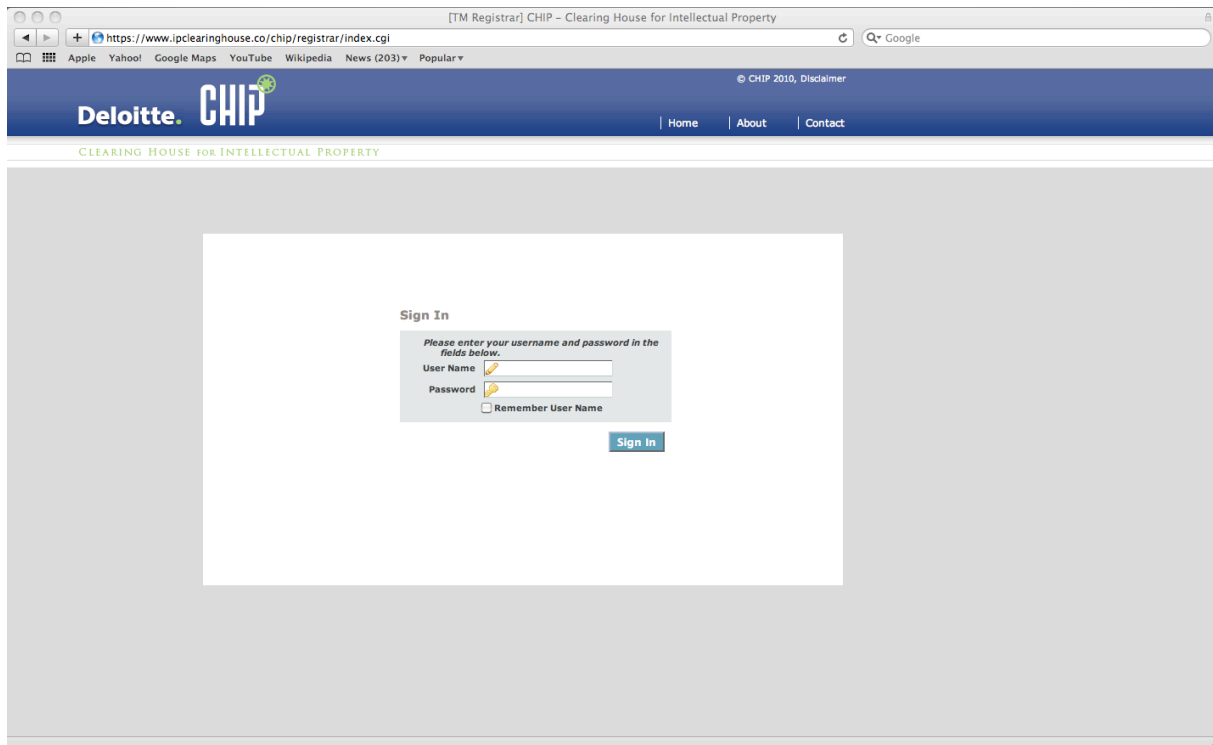 [TM Registrar] CHIP – Clearing House for Intellectual Property
https://www.ipclearinghouse.co/chip/registrar/index.cgi
Google
Apple Yahoo! Google Maps YouTube Wikipedia News (203) Popular
© CHIP 2010, Disclaimer
Deloitte. CHIP
Home About Contact
CLEARING HOUSE FOR INTELLECTUAL PROPERTY
Sign In
Please enter your username and password in the
fields below.
User Name
Password
Remember User Name
Sign In